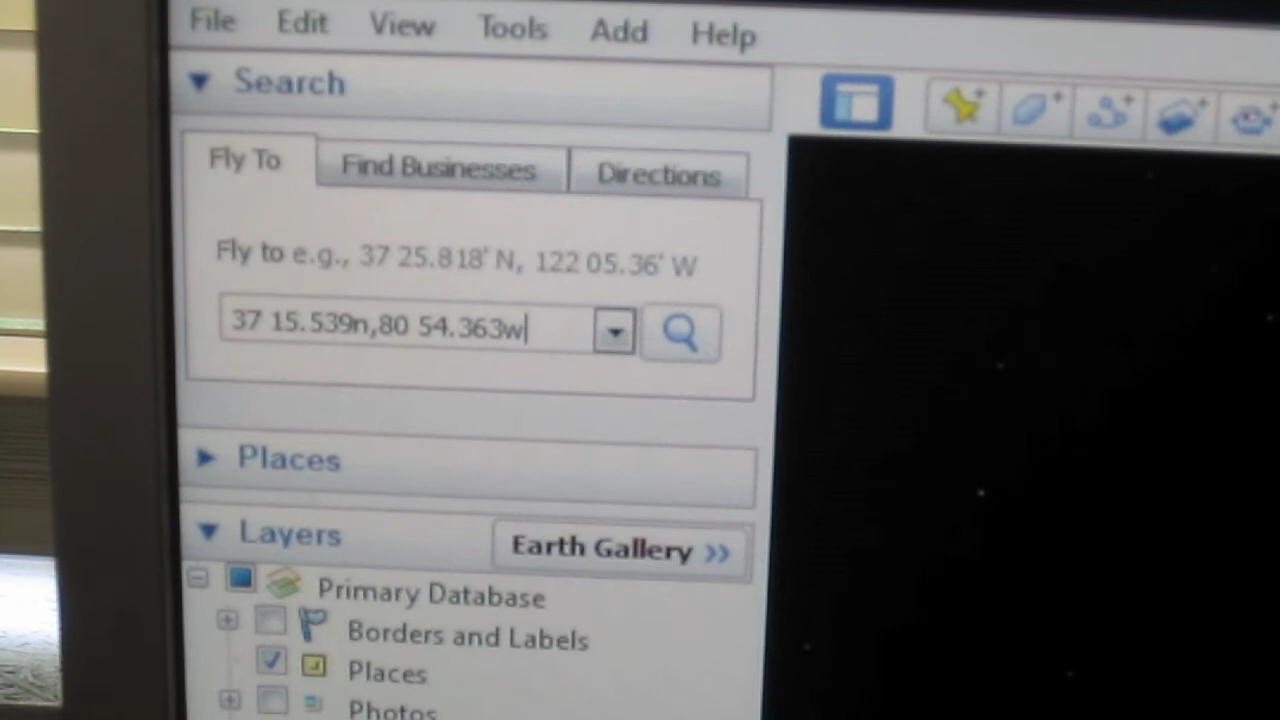 File Edit View Tools Add Help
Search
Fly To Find Businesses Directions
Fly to e.g., 37 25.818' N, 122 05.36' W
37 15.539n,80 54.363w
Places
Layers Earth Gallery »
Primary Database
Borders and Labels
Places
Photos